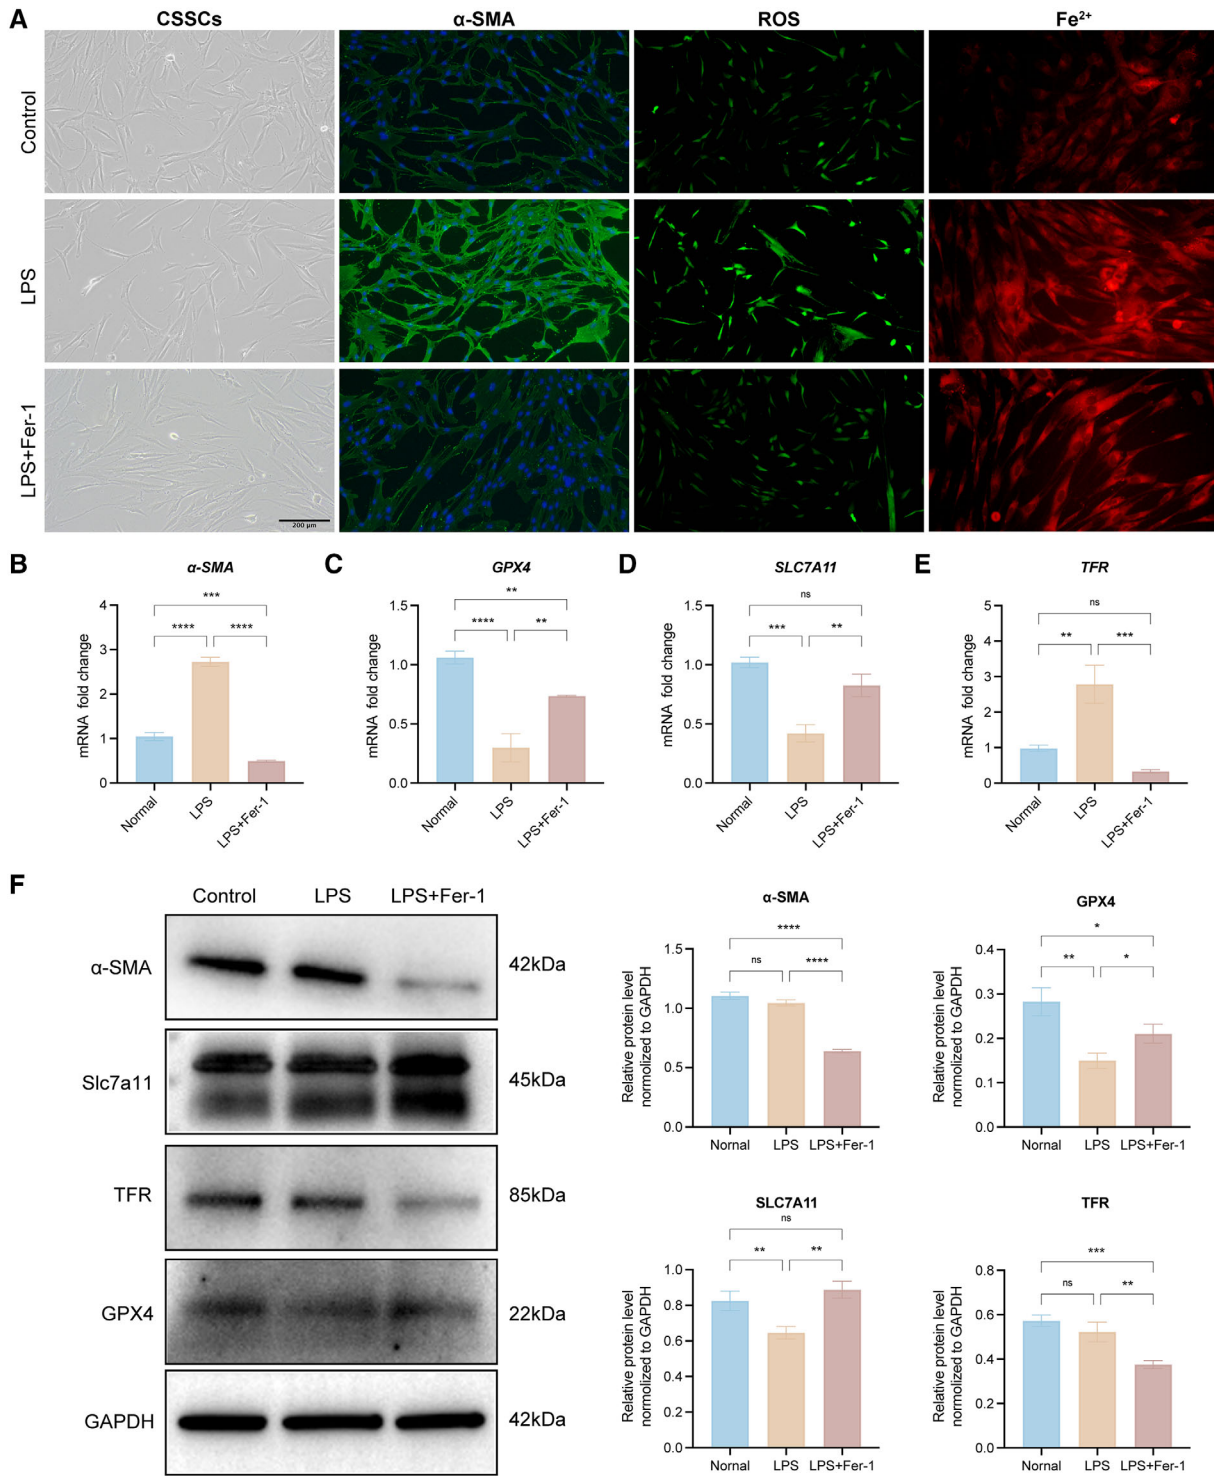 A
CSSCs
α-SMA
ROS
Fe²⁺
Control
LPS
LPS+Fer-1
200 μm
B
α-SMA
mRNA fold change
4
3
2
1
0
***
****
****
Normal
LPS
LPS+Fer-1
C
GPX4
mRNA fold change
1.5
1.0
0.5
0.0
**
****
**
Normal
LPS
LPS+Fer-1
D
SLC7A11
mRNA fold change
1.5
1.0
0.5
0.0
ns
***
**
Normal
LPS
LPS+Fer-1
E
TFR
mRNA fold change
5
4
3
2
1
0
ns
**
***
Normal
LPS
LPS+Fer-1
F
Control
LPS
LPS+Fer-1
α-SMA
42kDa
Slc7a11
45kDa
TFR
85kDa
GPX4
22kDa
GAPDH
42kDa
α-SMA
Relative protein level
normolized to GAPDH
1.5
1.0
0.5
0.0
****
ns
****
Nornal
LPS
LPS+Fer-1
GPX4
Relative protein level
normolized to GAPDH
0.4
0.3
0.2
0.1
0.0
*
**
*
Nornal
LPS
LPS+Fer-1
SLC7A11
Relative protein level
normolized to GAPDH
1.0
0.8
0.6
0.4
0.2
0.0
ns
**
**
Normal
LPS
LPS+Fer-1
TFR
Relative protein level
normolized to GAPDH
0.8
0.6
0.4
0.2
0.0
***
ns
**
Normal
LPS
LPS+Fer-1